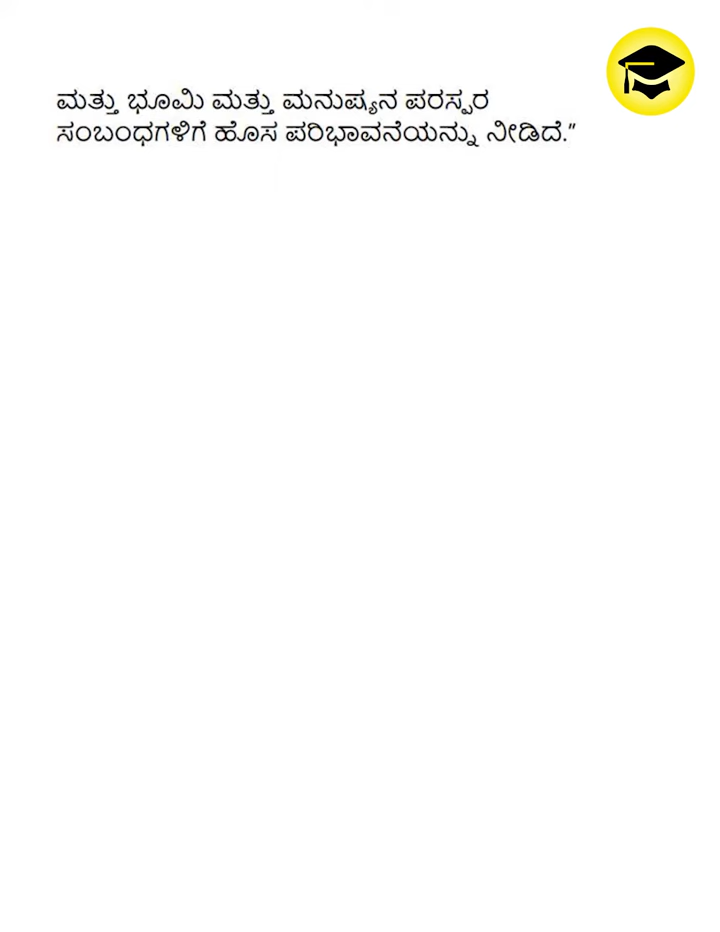 ಮತ್ತು ಭೂಮಿ ಮತ್ತು ಮನುಷ್ಯನ ಪರಸ್ಪರ
ಸಂಬಂಧಗಳಿಗೆ ಹೊಸ ಪರಿಭಾವನೆಯನ್ನು ನೀಡಿದೆ.”